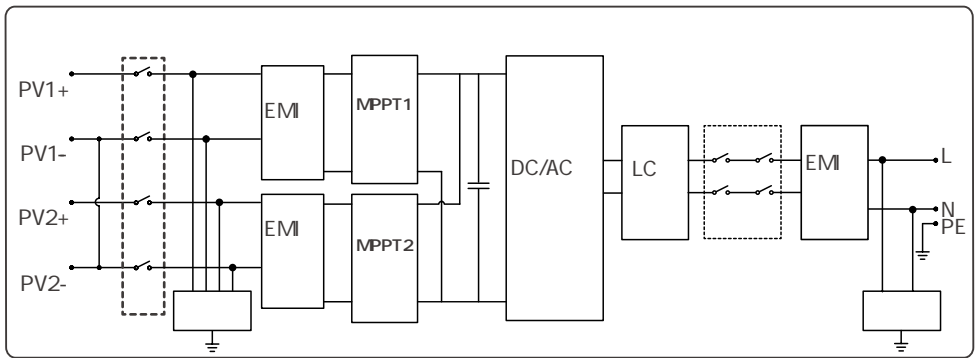 PV1+
PV1-
PV2+
PV2-
EMI
EMI
MPPT1
MPPT2
DC/AC
LC
EMI
L
N
PE